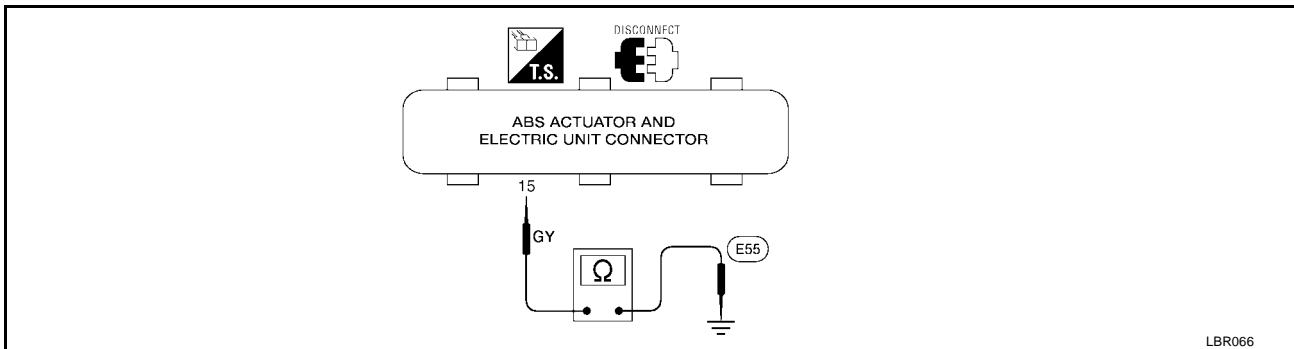 DISCONNECT
T.S.
ABS ACTUATOR AND
ELECTRIC UNIT CONNECTOR
15
GY
E55
Ω
LBR066